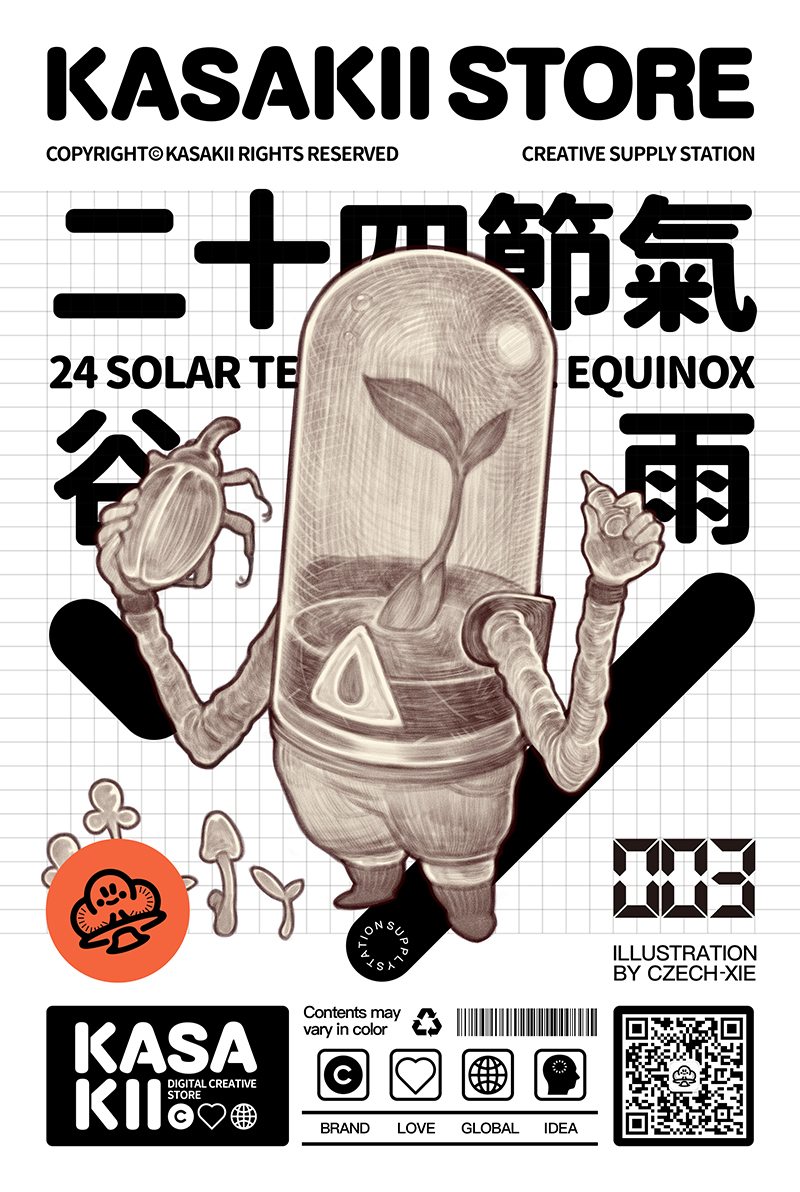 KASAKII STORE
COPYRIGHT©KASAKII RIGHTS RESERVED
CREATIVE SUPPLY STATION
二十四節氣
24 SOLAR TE EQUINOX
谷雨
003
STATIONSUPPLY
ILLUSTRATION
BY CZECH-XIE
KASA
KII
DIGITAL CREATIVE
STORE
C
Contents may
vary in color
C
BRAND LOVE GLOBAL IDEA